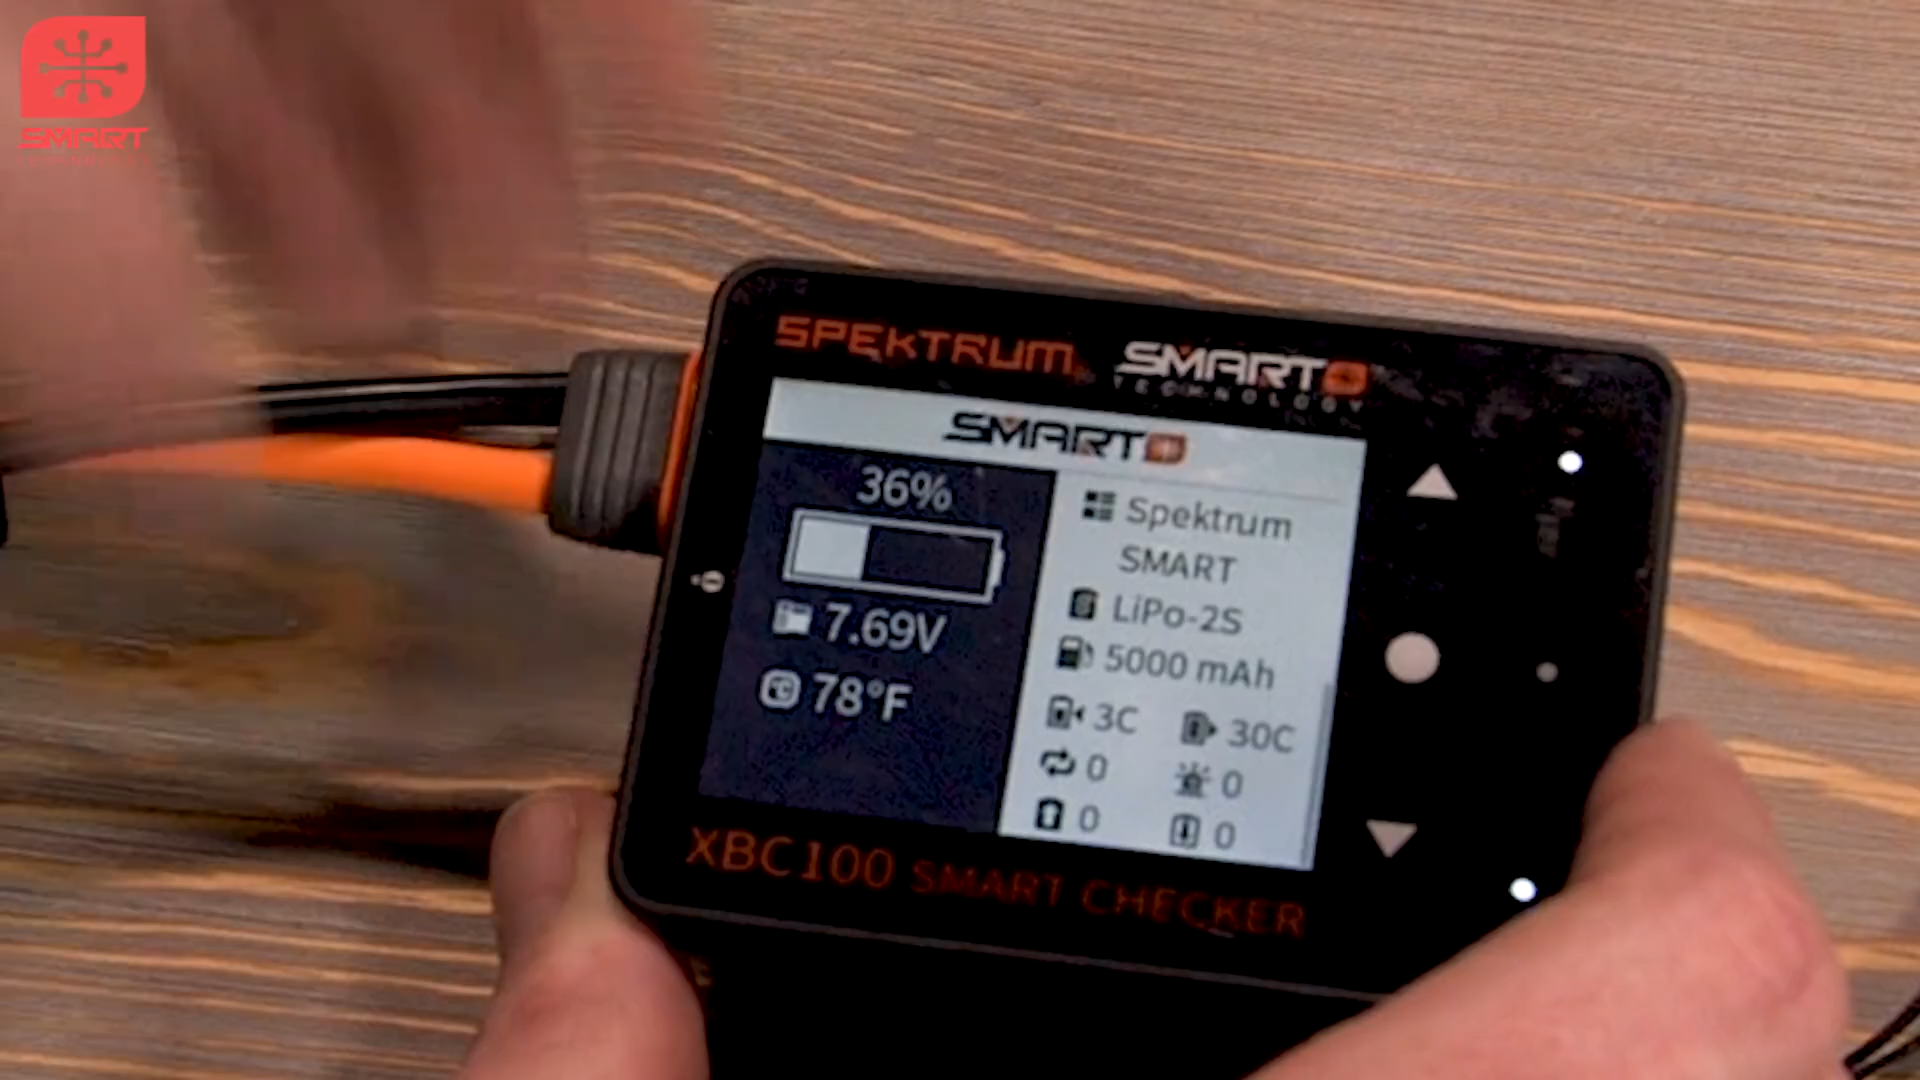 SMART
TECHNOLOGY
SPEKTRUM SMART
TECHNOLOGY
SMART
36%
7.69V
78°F
Spektrum
SMART
LiPo-2S
5000 mAh
3C 30C
0 0
0 0
XBC100 SMART CHECKER